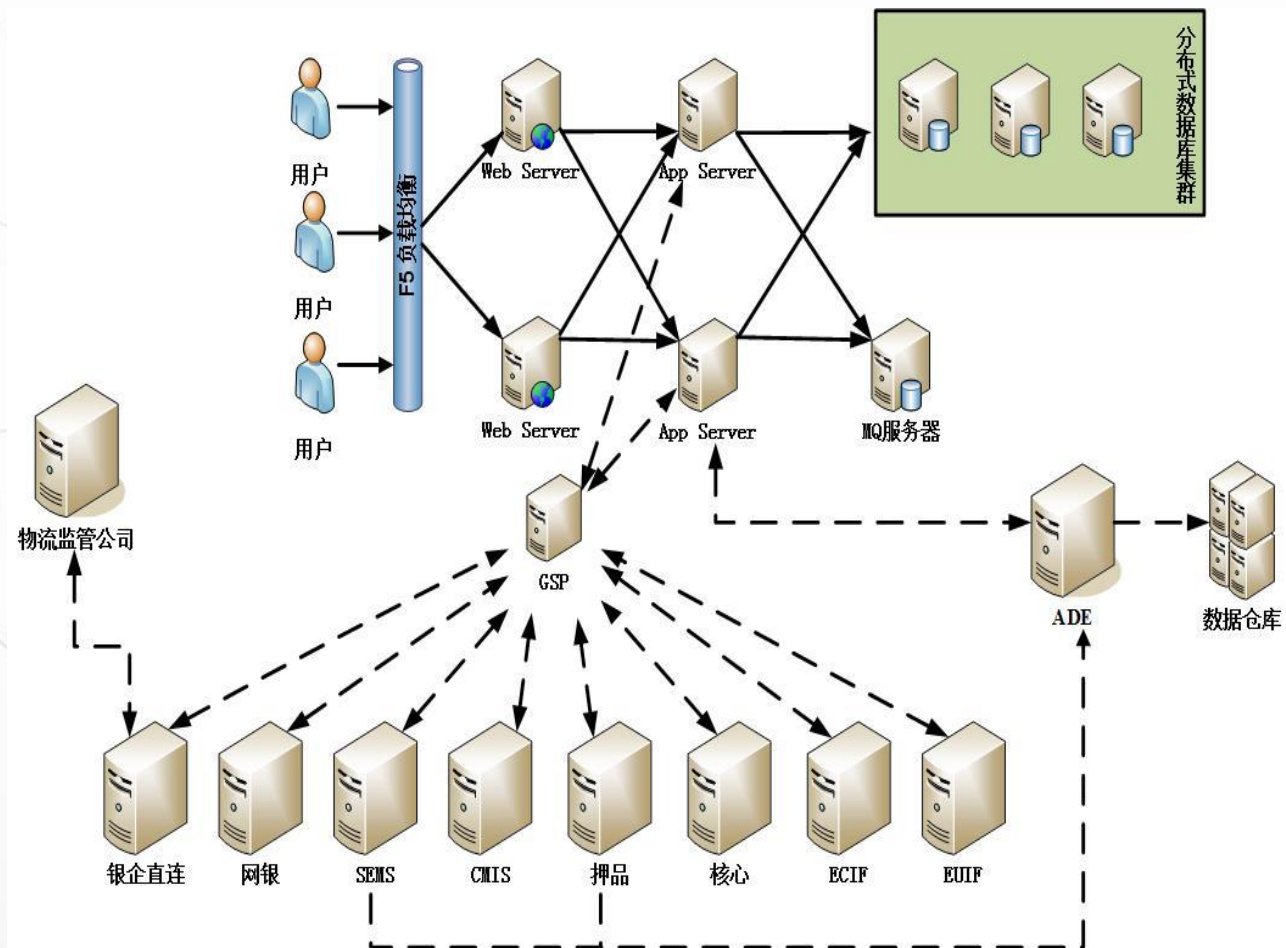 分布式数据库集群
用户
用户
用户
F5 负载均衡
Web Server
App Server
Web Server
App Server
MQ服务器
物流监管公司
GSP
ADE
数据仓库
银企直连
网银
SEMS
CMIS
押品
核心
ECIF
EUIF